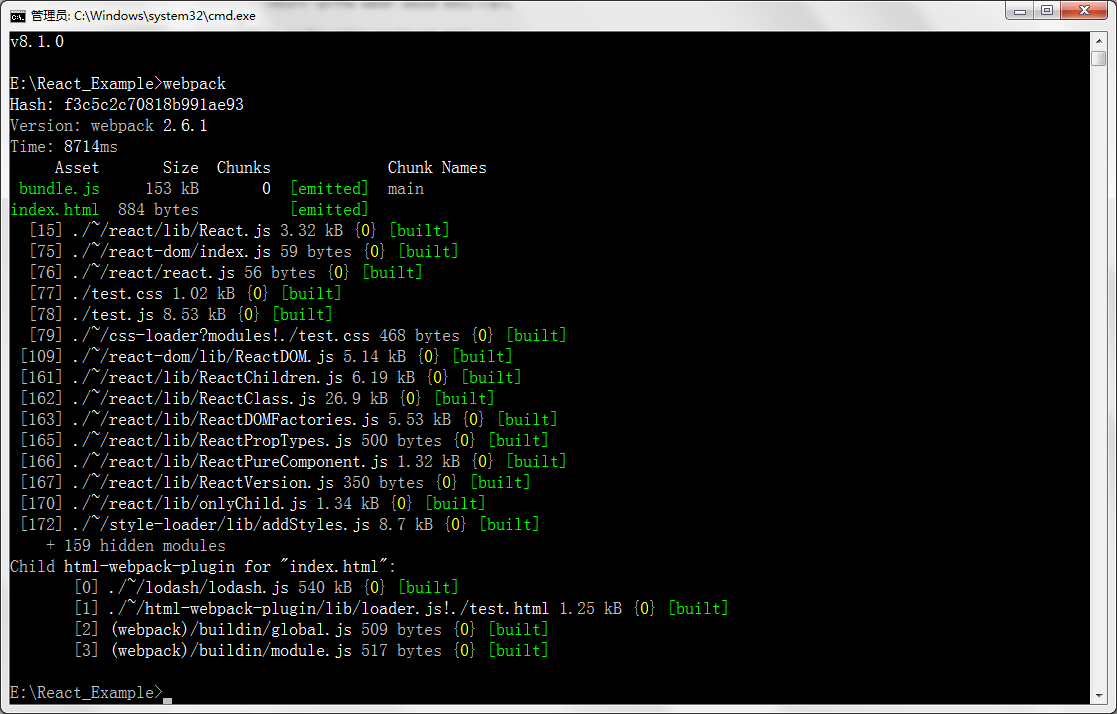 管理员: C:\Windows\system32\cmd.exe
v8.1.0
E:\React_Example>webpack
Hash: f3c5c2c70818b991ae93
Version: webpack 2.6.1
Time: 8714ms
Asset Size Chunks Chunk Names
bundle.js 153 kB 0 [emitted] main
index.html 884 bytes [emitted]
[15] ./~/react/lib/React.js 3.32 kB {0} [built]
[75] ./~/react-dom/index.js 59 bytes {0} [built]
[76] ./~/react/react.js 56 bytes {0} [built]
[77] ./test.css 1.02 kB {0} [built]
[78] ./test.js 8.53 kB {0} [built]
[79] ./~/css-loader?modules!./test.css 468 bytes {0} [built]
[109] ./~/react-dom/lib/ReactDOM.js 5.14 kB {0} [built]
[161] ./~/react/lib/ReactChildren.js 6.19 kB {0} [built]
[162] ./~/react/lib/ReactClass.js 26.9 kB {0} [built]
[163] ./~/react/lib/ReactDOMFactories.js 5.53 kB {0} [built]
[165] ./~/react/lib/ReactPropTypes.js 500 bytes {0} [built]
[166] ./~/react/lib/ReactPureComponent.js 1.32 kB {0} [built]
[167] ./~/react/lib/ReactVersion.js 350 bytes {0} [built]
[170] ./~/react/lib/onlyChild.js 1.34 kB {0} [built]
[172] ./~/style-loader/lib/addStyles.js 8.7 kB {0} [built]
+ 159 hidden modules
Child html-webpack-plugin for "index.html":
[0] ./~/lodash/lodash.js 540 kB {0} [built]
[1] ./~/html-webpack-plugin/lib/loader.js!./test.html 1.25 kB {0} [built]
[2] (webpack)/buildin/global.js 509 bytes {0} [built]
[3] (webpack)/buildin/module.js 517 bytes {0} [built]
E:\React_Example>